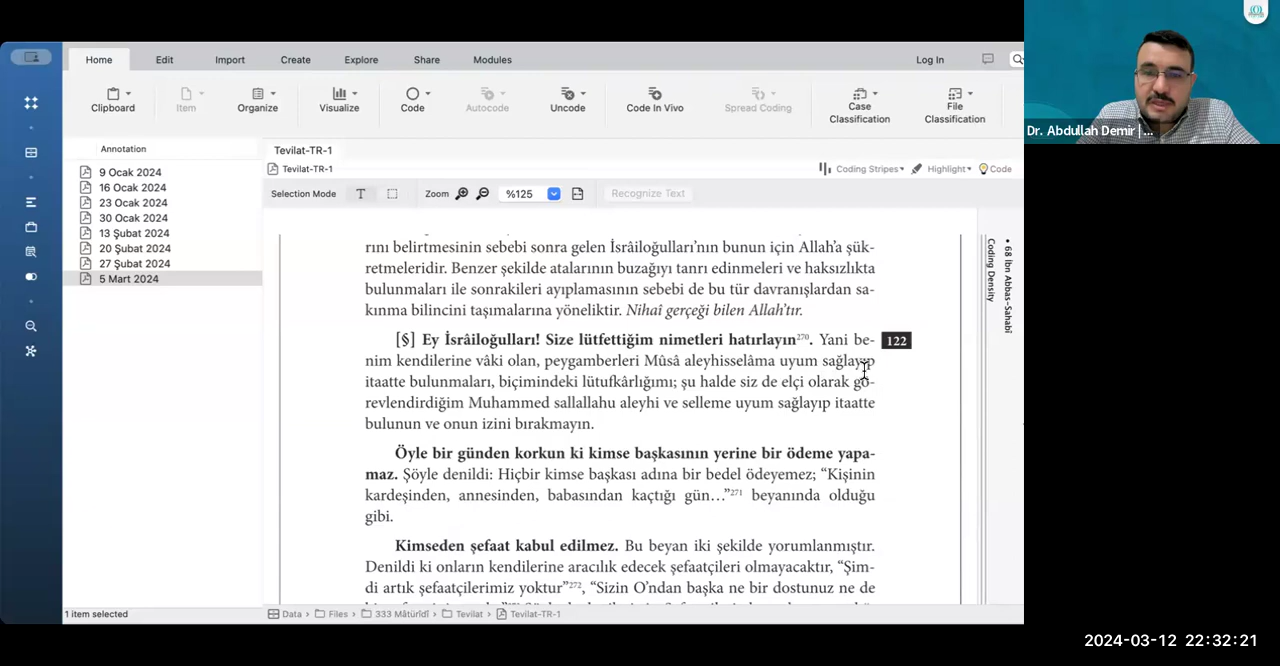 Home Edit Import Create Explore Share Modules Log In
Clipboard Item Organize Visualize Code Autocode Uncode Code In Vivo Spread Coding Case Classification File Classification
Annotation
9 Ocak 2024
16 Ocak 2024
23 Ocak 2024
30 Ocak 2024
13 Şubat 2024
20 Şubat 2024
27 Şubat 2024
5 Mart 2024
Tevilat-TR-1
Tevilat-TR-1 Coding Stripes Highlight Code
Selection Mode T Zoom %125 Recognize Text
rını belirtmesinin sebebi sonra gelen İsrâiloğulları’nın bunun için Allah’a şük-
retmeleridir. Benzer şekilde atalarının buzağıyı tanrı edinmeleri ve haksızlıkta
bulunmaları ile sonrakileri ayıplamasının sebebi de bu tür davranışlardan sa-
kınma bilincini taşımalarına yöneliktir. Nihaî gerçeği bilen Allah’tır.
[§] Ey İsrâiloğulları! Size lütfettiğim nimetleri hatırlayın270. Yani be- 122
nim kendilerine vâki olan, peygamberleri Mûsâ aleyhisselâma uyum sağlayıp
itaatte bulunmaları, biçimindeki lütufkârlığımı; şu halde siz de elçi olarak gö-
revlendirdiğim Muhammed sallallahu aleyhi ve selleme uyum sağlayıp itaatte
bulunun ve onun izini bırakmayın.
Öyle bir günden korkun ki kimse başkasının yerine bir ödeme yapa-
maz. Şöyle denildi: Hiçbir kimse başkası adına bir bedel ödeyemez; “Kişinin
kardeşinden, annesinden, babasından kaçtığı gün…”271 beyanında olduğu
gibi.
Kimseden şefaat kabul edilmez. Bu beyan iki şekilde yorumlanmıştır.
Denildi ki onların kendilerine aracılık edecek şefaatçileri olmayacaktır, “Şim-
di artık şefaatçilerimiz yoktur”272, “Sizin O’ndan başka ne bir dostunuz ne de
Coding Density
• 68 İbn Abbas-Sahabî
1 item selected
Data Files 333 Mâtürîdî Tevilat Tevilat-TR-1
Dr. Abdullah Demir | ...
2024-03-12 22:32:21